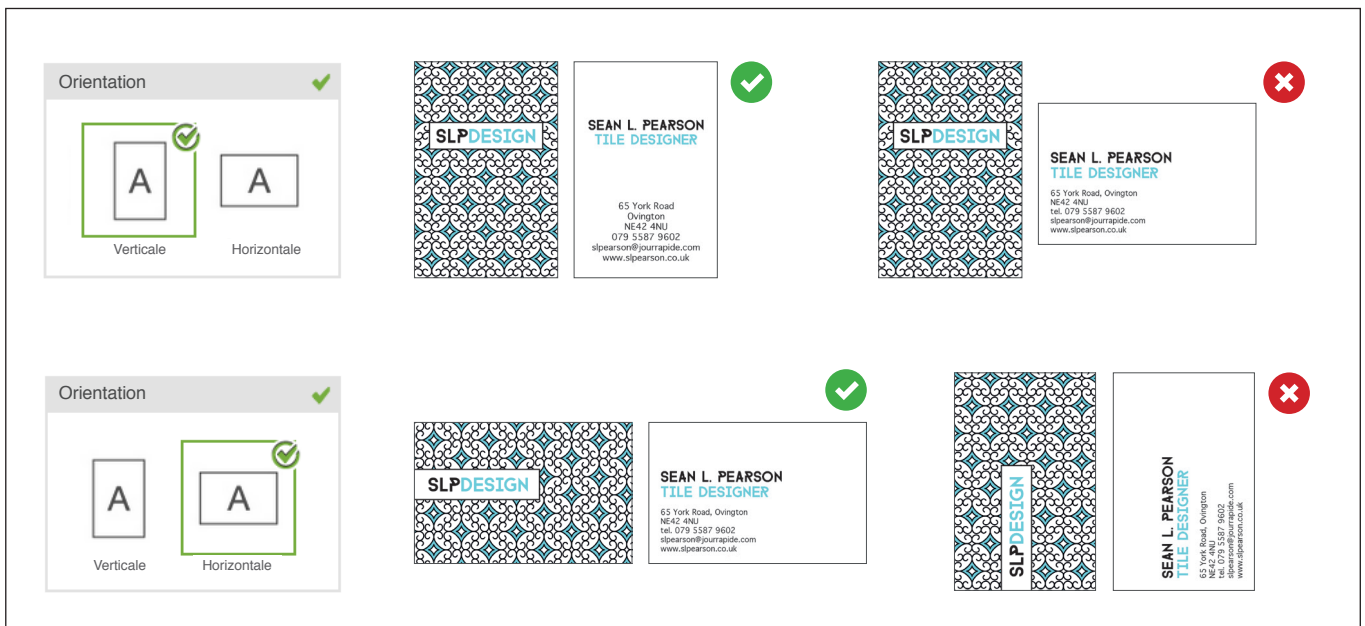 Orientation
A
A
Verticale
Horizontale
SLPDESIGN
SEAN L. PEARSON
TILE DESIGNER
65 York Road
Ovington
NE42 4NU
079 5587 9602
slpearson@jourrapide.com
www.slpearson.co.uk
SLPDESIGN
SEAN L. PEARSON
TILE DESIGNER
65 York Road, Ovington
NE42 4NU
tel. 079 5587 9602
slpearson@jourrapide.com
www.slpearson.co.uk
Orientation
A
A
Verticale
Horizontale
SLPDESIGN
SEAN L. PEARSON
TILE DESIGNER
65 York Road, Ovington
NE42 4NU
tel. 079 5587 9602
slpearson@jourrapide.com
www.slpearson.co.uk
SLPDESIGN
SEAN L. PEARSON
TILE DESIGNER
65 York Road, Ovington
NE42 4NU
tel. 079 5587 9602
slpearson@jourrapide.com
www.slpearson.co.uk